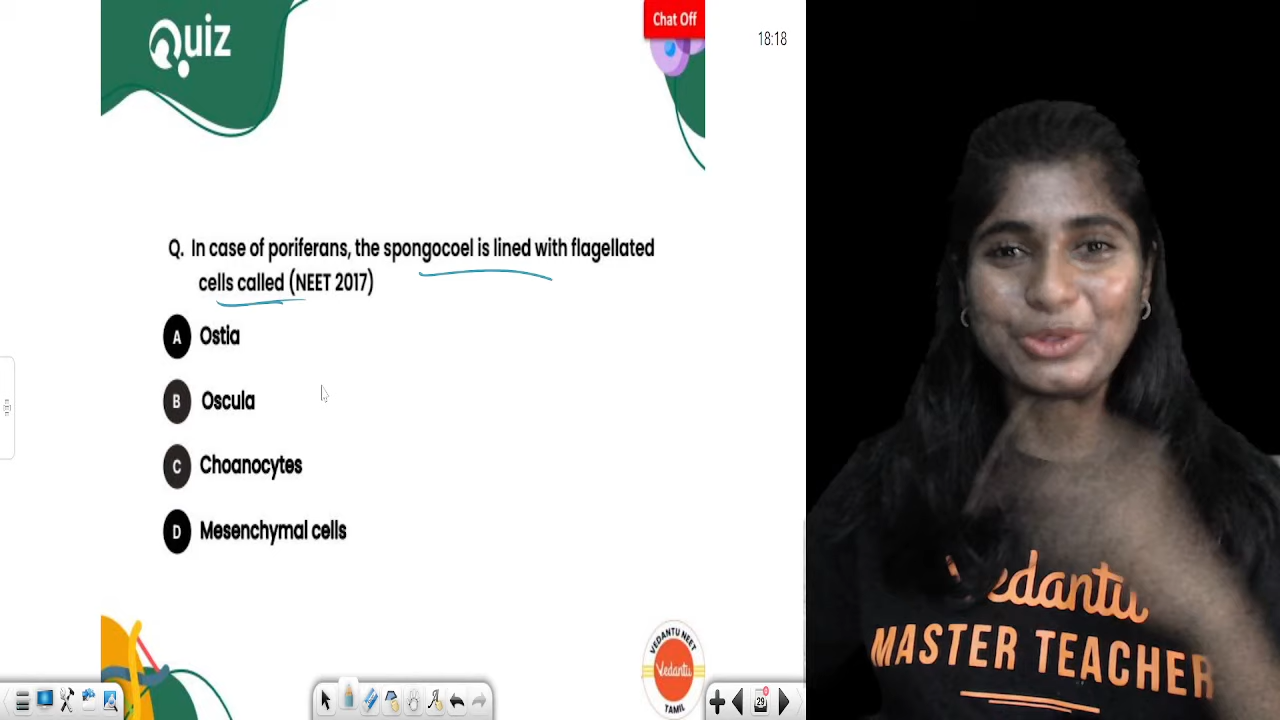 Quiz
Chat Off
18:18
Q. In case of poriferans, the spongocoel is lined with flagellated
cells called (NEET 2017)
A Ostia
B Oscula
C Choanocytes
D Mesenchymal cells
Vedantu
MASTER TEACHER
VEDANTU NEET
Vedantu
TAMIL
29